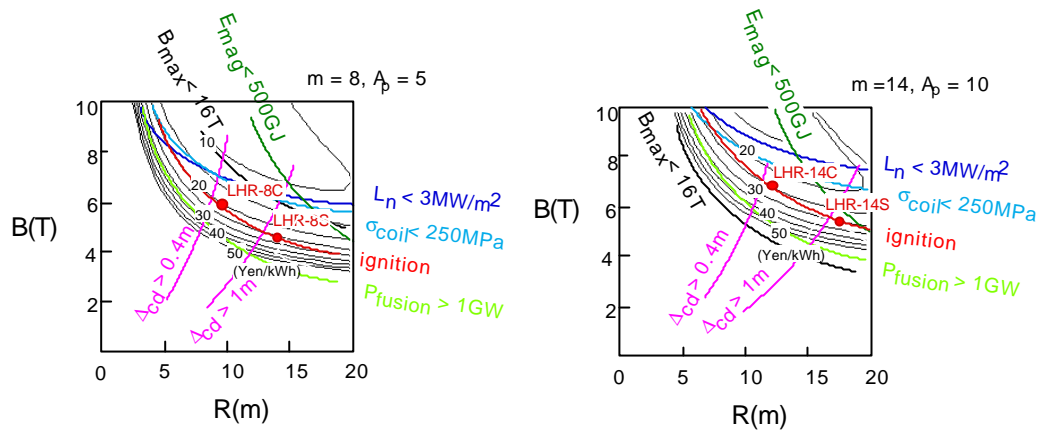 m = 8, Ap = 5
Bmax< 16T
Emag<500GJ
B(T)
10
8
6
4
2
0
5
10
15
20
R(m)
10
20
30
40
50
(Yen/kWh)
LHR-8C
LHR-8C
Δcd > 0.4m
Δcd > 1m
Ln < 3MW/m²
σcoil< 250MPa
ignition
Pfusion > 1GW
m =14, Ap = 10
Bmax< 16T
Emag<500GJ
B(T)
10
8
6
4
2
0
5
10
15
20
R(m)
20
30
40
50
(Yen/kWh)
LHR-14C
LHR-14S
Δcd > 0.4m
Δcd > 1m
Ln < 3MW/m²
σcoil< 250MPa
ignition
Pfusion > 1GW